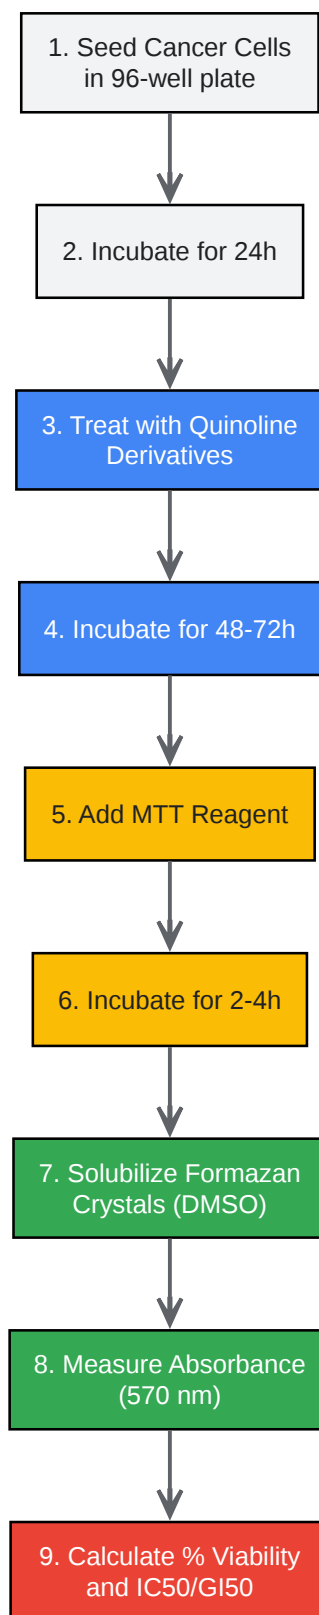 1. Seed Cancer Cells
in 96-well plate
2. Incubate for 24h
3. Treat with Quinoline
Derivatives
4. Incubate for 48-72h
5. Add MTT Reagent
6. Incubate for 2-4h
7. Solubilize Formazan
Crystals (DMSO)
8. Measure Absorbance
(570 nm)
9. Calculate % Viability
and IC50/GI50